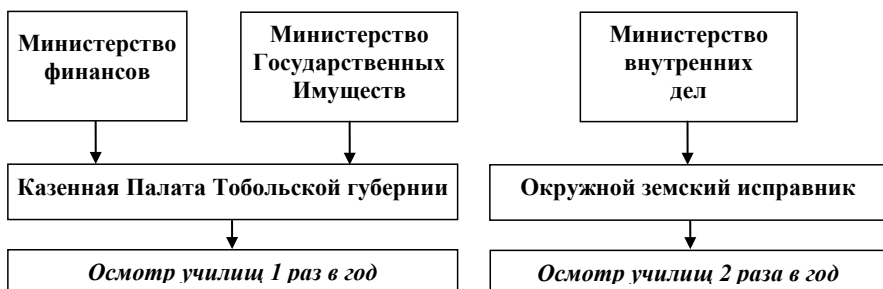 Министерство
финансов
Министерство
Государственных
Имуществ
Министерство
внутренних
дел
Казенная Палата Тобольской губернии
Окружной земский исправник
Осмотр училищ 1 раз в год
Осмотр училищ 2 раза в год